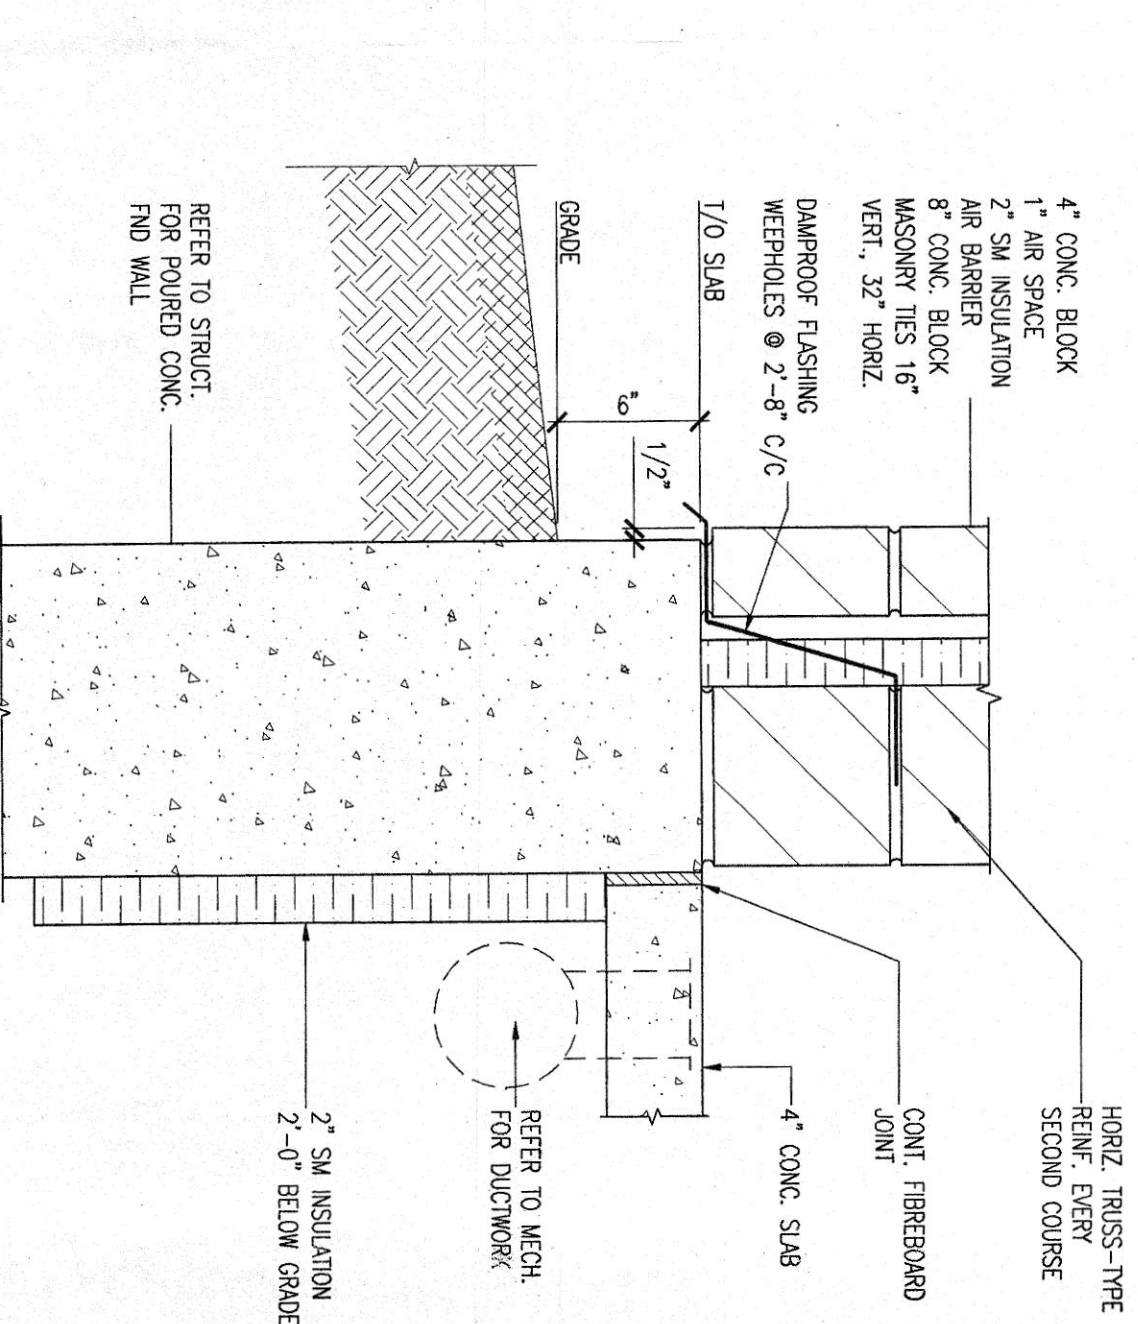 4" CONC. BLOCK
1" AIR SPACE
2" SM INSULATION
AIR BARRIER
8" CONC. BLOCK
MASONRY TIES 16"
VERT., 32" HORIZ.
DAMPROOF FLASHING
WEEPHOLES @ 2'-8" C/C
T/O SLAB
6"
1/2"
GRADE
REFER TO STRUCT.
FOR POURED CONC.
FND WALL
HORIZ. TRUSS-TYPE
REINF. EVERY
SECOND COURSE
CONT. FIBREBOARD
JOINT
4" CONC. SLAB
REFER TO MECH.
FOR DUCTWORK
2" SM INSULATION
2'-0" BELOW GRADE